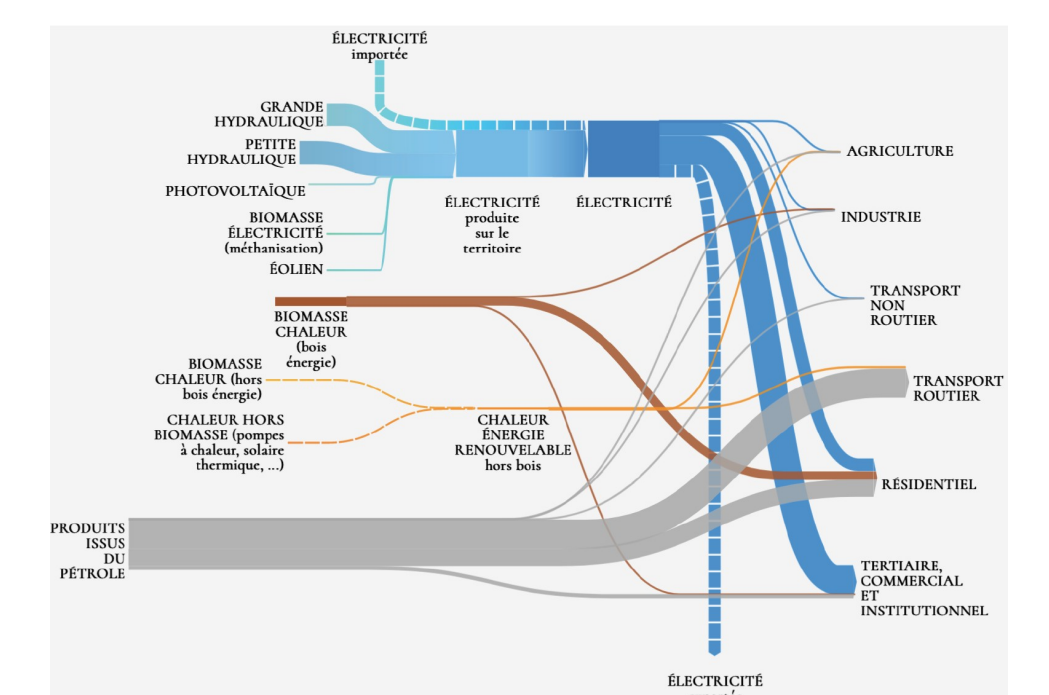 ÉLECTRICITÉ
importée
GRANDE
HYDRAULIQUE
PETITE
HYDRAULIQUE
PHOTOVOLTAÏQUE
BIOMASSE
ÉLECTRICITÉ
(méthanisation)
ÉOLIEN
ÉLECTRICITÉ
produite
sur le
territoire
ÉLECTRICITÉ
AGRICULTURE
INDUSTRIE
TRANSPORT
NON
ROUTIER
BIOMASSE
CHALEUR
(bois
énergie)
BIOMASSE
CHALEUR (hors
bois énergie)
CHALEUR HORS
BIOMASSE (pompes
à chaleur, solaire
thermique, ...)
CHALEUR
ÉNERGIE
RENOUVELABLE
hors bois
TRANSPORT
ROUTIER
RÉSIDENTIEL
PRODUITS
ISSUS
DU
PÉTROLE
TERTIAIRE,
COMMERCIAL
ET
INSTITUTIONNEL
ÉLECTRICITÉ